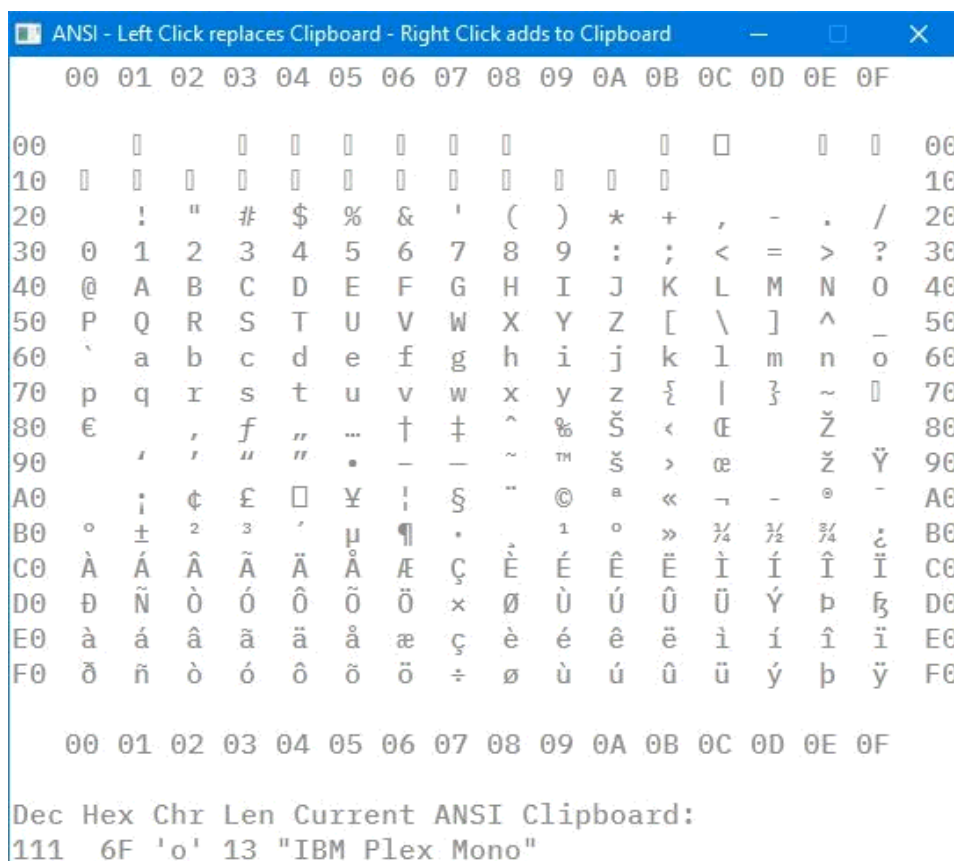 ANSI - Left Click replaces Clipboard - Right Click adds to Clipboard
00 01 02 03 04 05 06 07 08 09 0A 0B 0C 0D 0E 0F
00 00
10 10
20 ! " # $ % & ' ( ) * + , - . / 20
30 0 1 2 3 4 5 6 7 8 9 : ; < = > ? 30
40 @ A B C D E F G H I J K L M N O 40
50 P Q R S T U V W X Y Z [ \ ] ^ _ 50
60 ` a b c d e f g h i j k l m n o 60
70 p q r s t u v w x y z { | } ~ 70
80 € ‚ ƒ „ … † ‡ ˆ ‰ Š ‹ Œ Ž 80
90 ‘ ’ “ ” • – — ˜ ™ š › œ ž Ÿ 90
A0 ¡ ¢ £ □ ¥ ¦ § ¨ © ª « ¬ - ® ¯ A0
B0 ° ± ² ³ ´ µ ¶ · ¸ ¹ º » ¼ ½ ¾ ¿ B0
C0 À Á Â Ã Ä Å Æ Ç È É Ê Ë Ì Í Î Ï C0
D0 Ð Ñ Ò Ó Ô Õ Ö × Ø Ù Ú Û Ü Ý Þ ß D0
E0 à á â ã ä å æ ç è é ê ë ì í î ï E0
F0 ð ñ ò ó ô õ ö ÷ ø ù ú û ü ý þ ÿ F0
00 01 02 03 04 05 06 07 08 09 0A 0B 0C 0D 0E 0F
Dec Hex Chr Len Current ANSI Clipboard:
111 6F 'o' 13 "IBM Plex Mono"